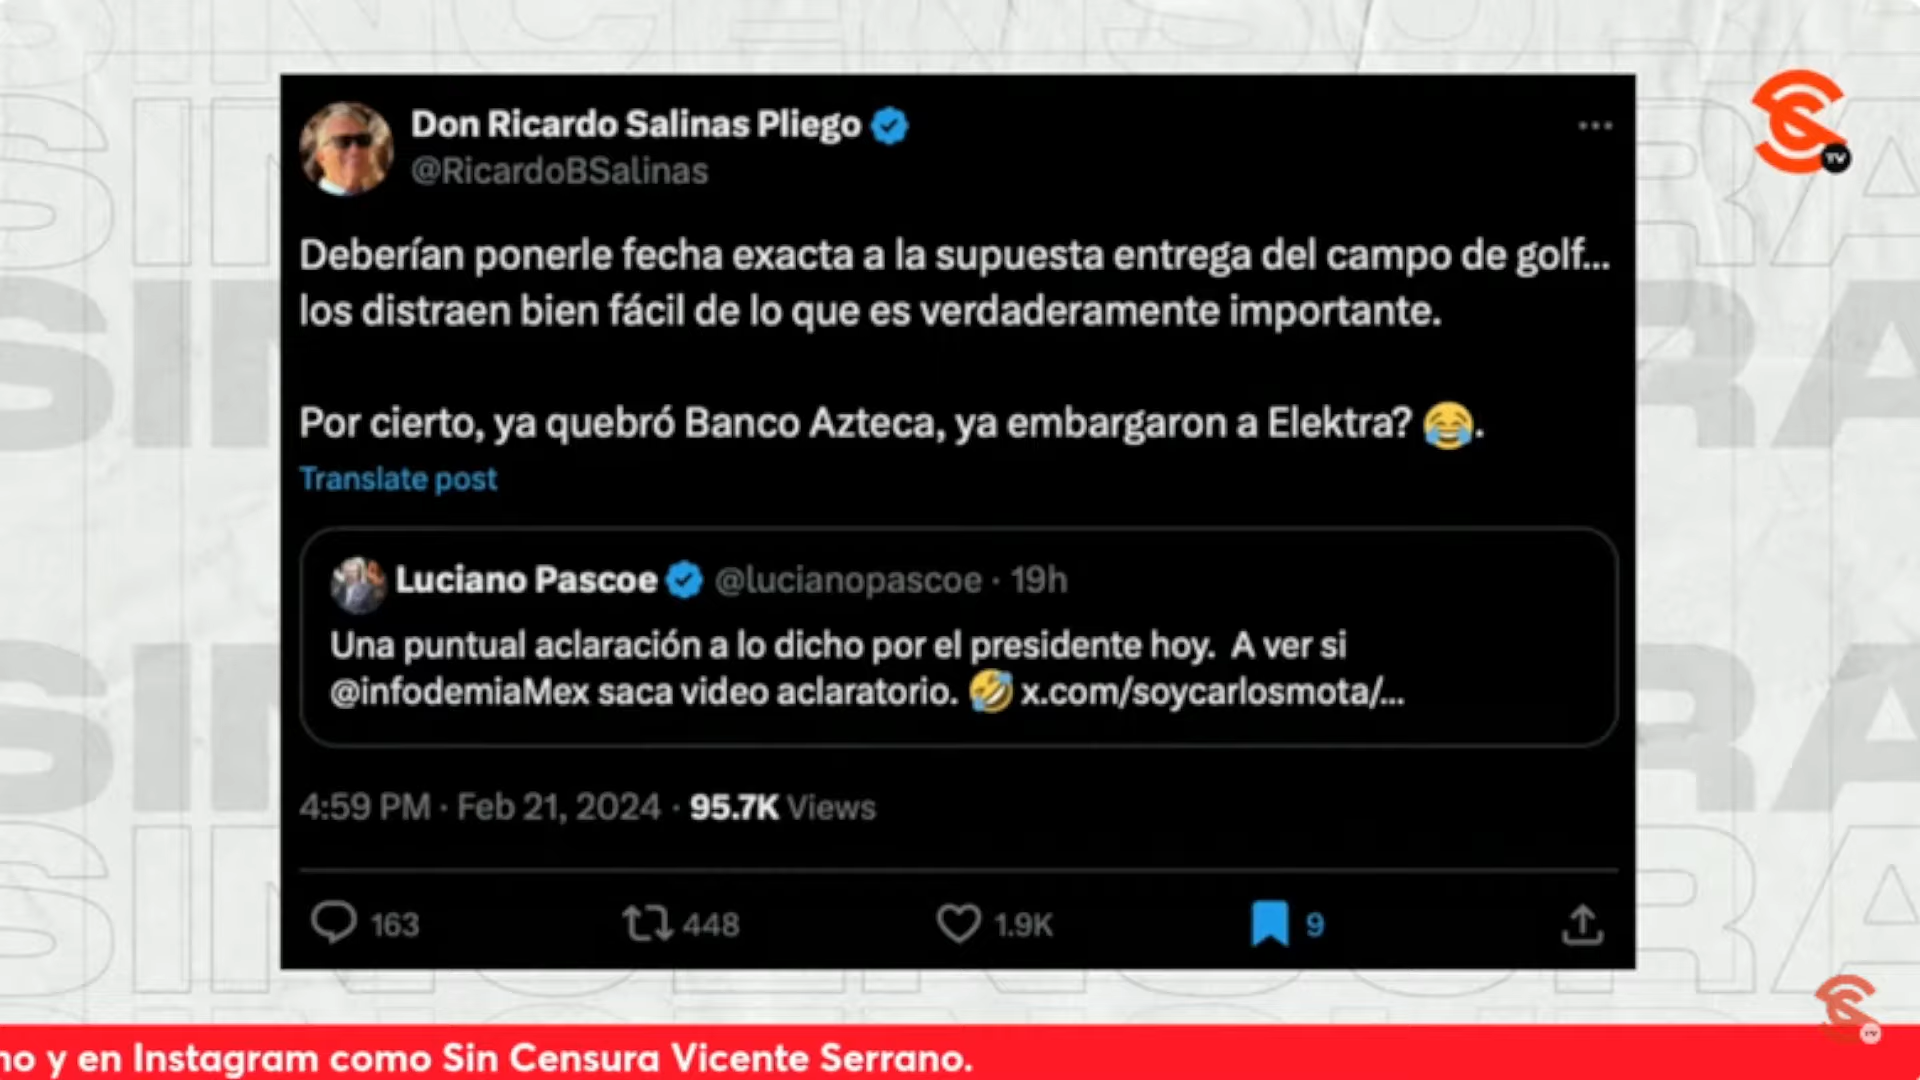 Don Ricardo Salinas Pliego
@RicardoBSalinas
Deberían ponerle fecha exacta a la supuesta entrega del campo de golf...
los distraen bien fácil de lo que es verdaderamente importante.
Por cierto, ya quebró Banco Azteca, ya embargaron a Elektra? 😂.
Translate post
Luciano Pascoe @lucianopascoe · 19h
Una puntual aclaración a lo dicho por el presidente hoy. A ver si
@infodemiaMex saca video aclaratorio. 🤣 x.com/soycarlosmota/...
4:59 PM · Feb 21, 2024 · 95.7K Views
163 448 1.9K 9
TV
TV
no y en Instagram como Sin Censura Vicente Serrano.